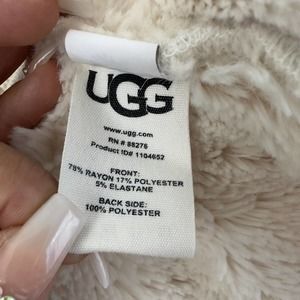 UGG
www.ugg.com
RN # 88276
Product ID# 1104652
FRONT:
78% RAYON 17% POLYESTER
5% ELASTANE
BACK SIDE:
100% POLYESTER